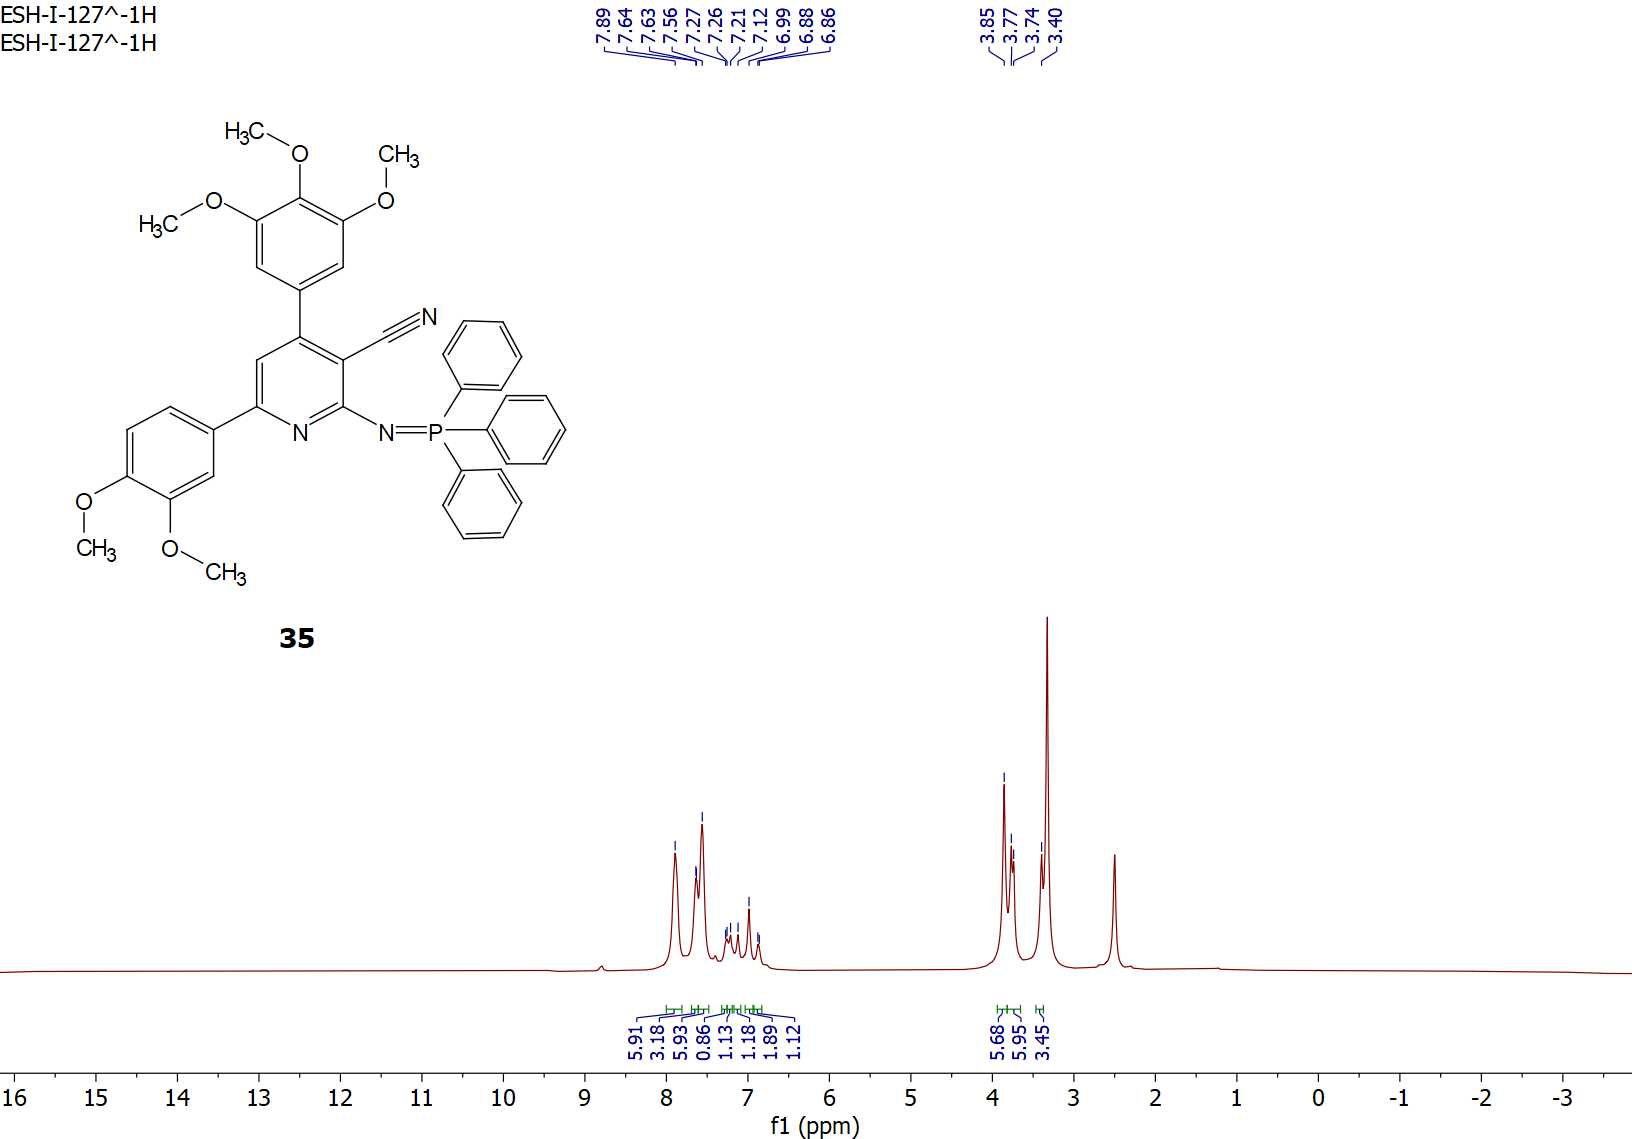 ESH-I-127^-1H
ESH-I-127^-1H
7.89
7.64
7.63
7.56
7.27
7.26
7.21
7.12
6.99
6.88
6.86
3.85
3.77
3.74
3.40
H3C
O
CH3
O
O
H3C
N
N
N
P
O
CH3
O
CH3
35
5.91
3.18
5.93
0.86
1.13
1.18
1.89
1.12
5.68
5.95
3.45
16 15 14 13 12 11 10 9 8 7 6 5 4 3 2 1 0 -1 -2 -3
f1 (ppm)